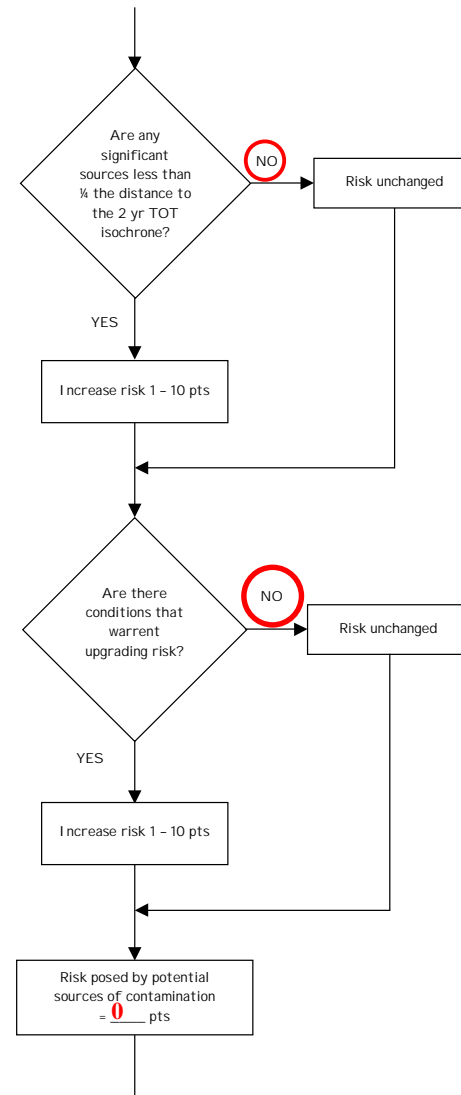 Are any
significant
sources less than
¼ the distance to
the 2 yr TOT
isochrone?
NO
Risk unchanged
YES
Increase risk 1 – 10 pts
Are there
conditions that
warrent
upgrading risk?
NO
Risk unchanged
YES
Increase risk 1 – 10 pts
Risk posed by potential
sources of contamination
= 0 pts